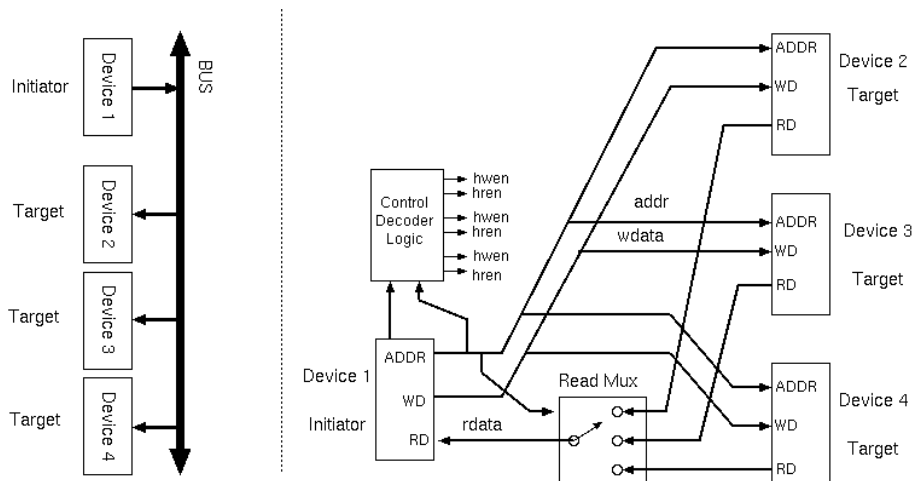 Initiator
Device 1
BUS
Target
Device 2
Target
Device 3
Target
Device 4
Control
Decoder
Logic
hwen
hren
hwen
hren
hwen
hren
Device 1
Initiator
ADDR
WD
RD
addr
wdata
rdata
Read Mux
ADDR
WD
RD
Device 2
Target
ADDR
WD
RD
Device 3
Target
ADDR
WD
RD
Device 4
Target